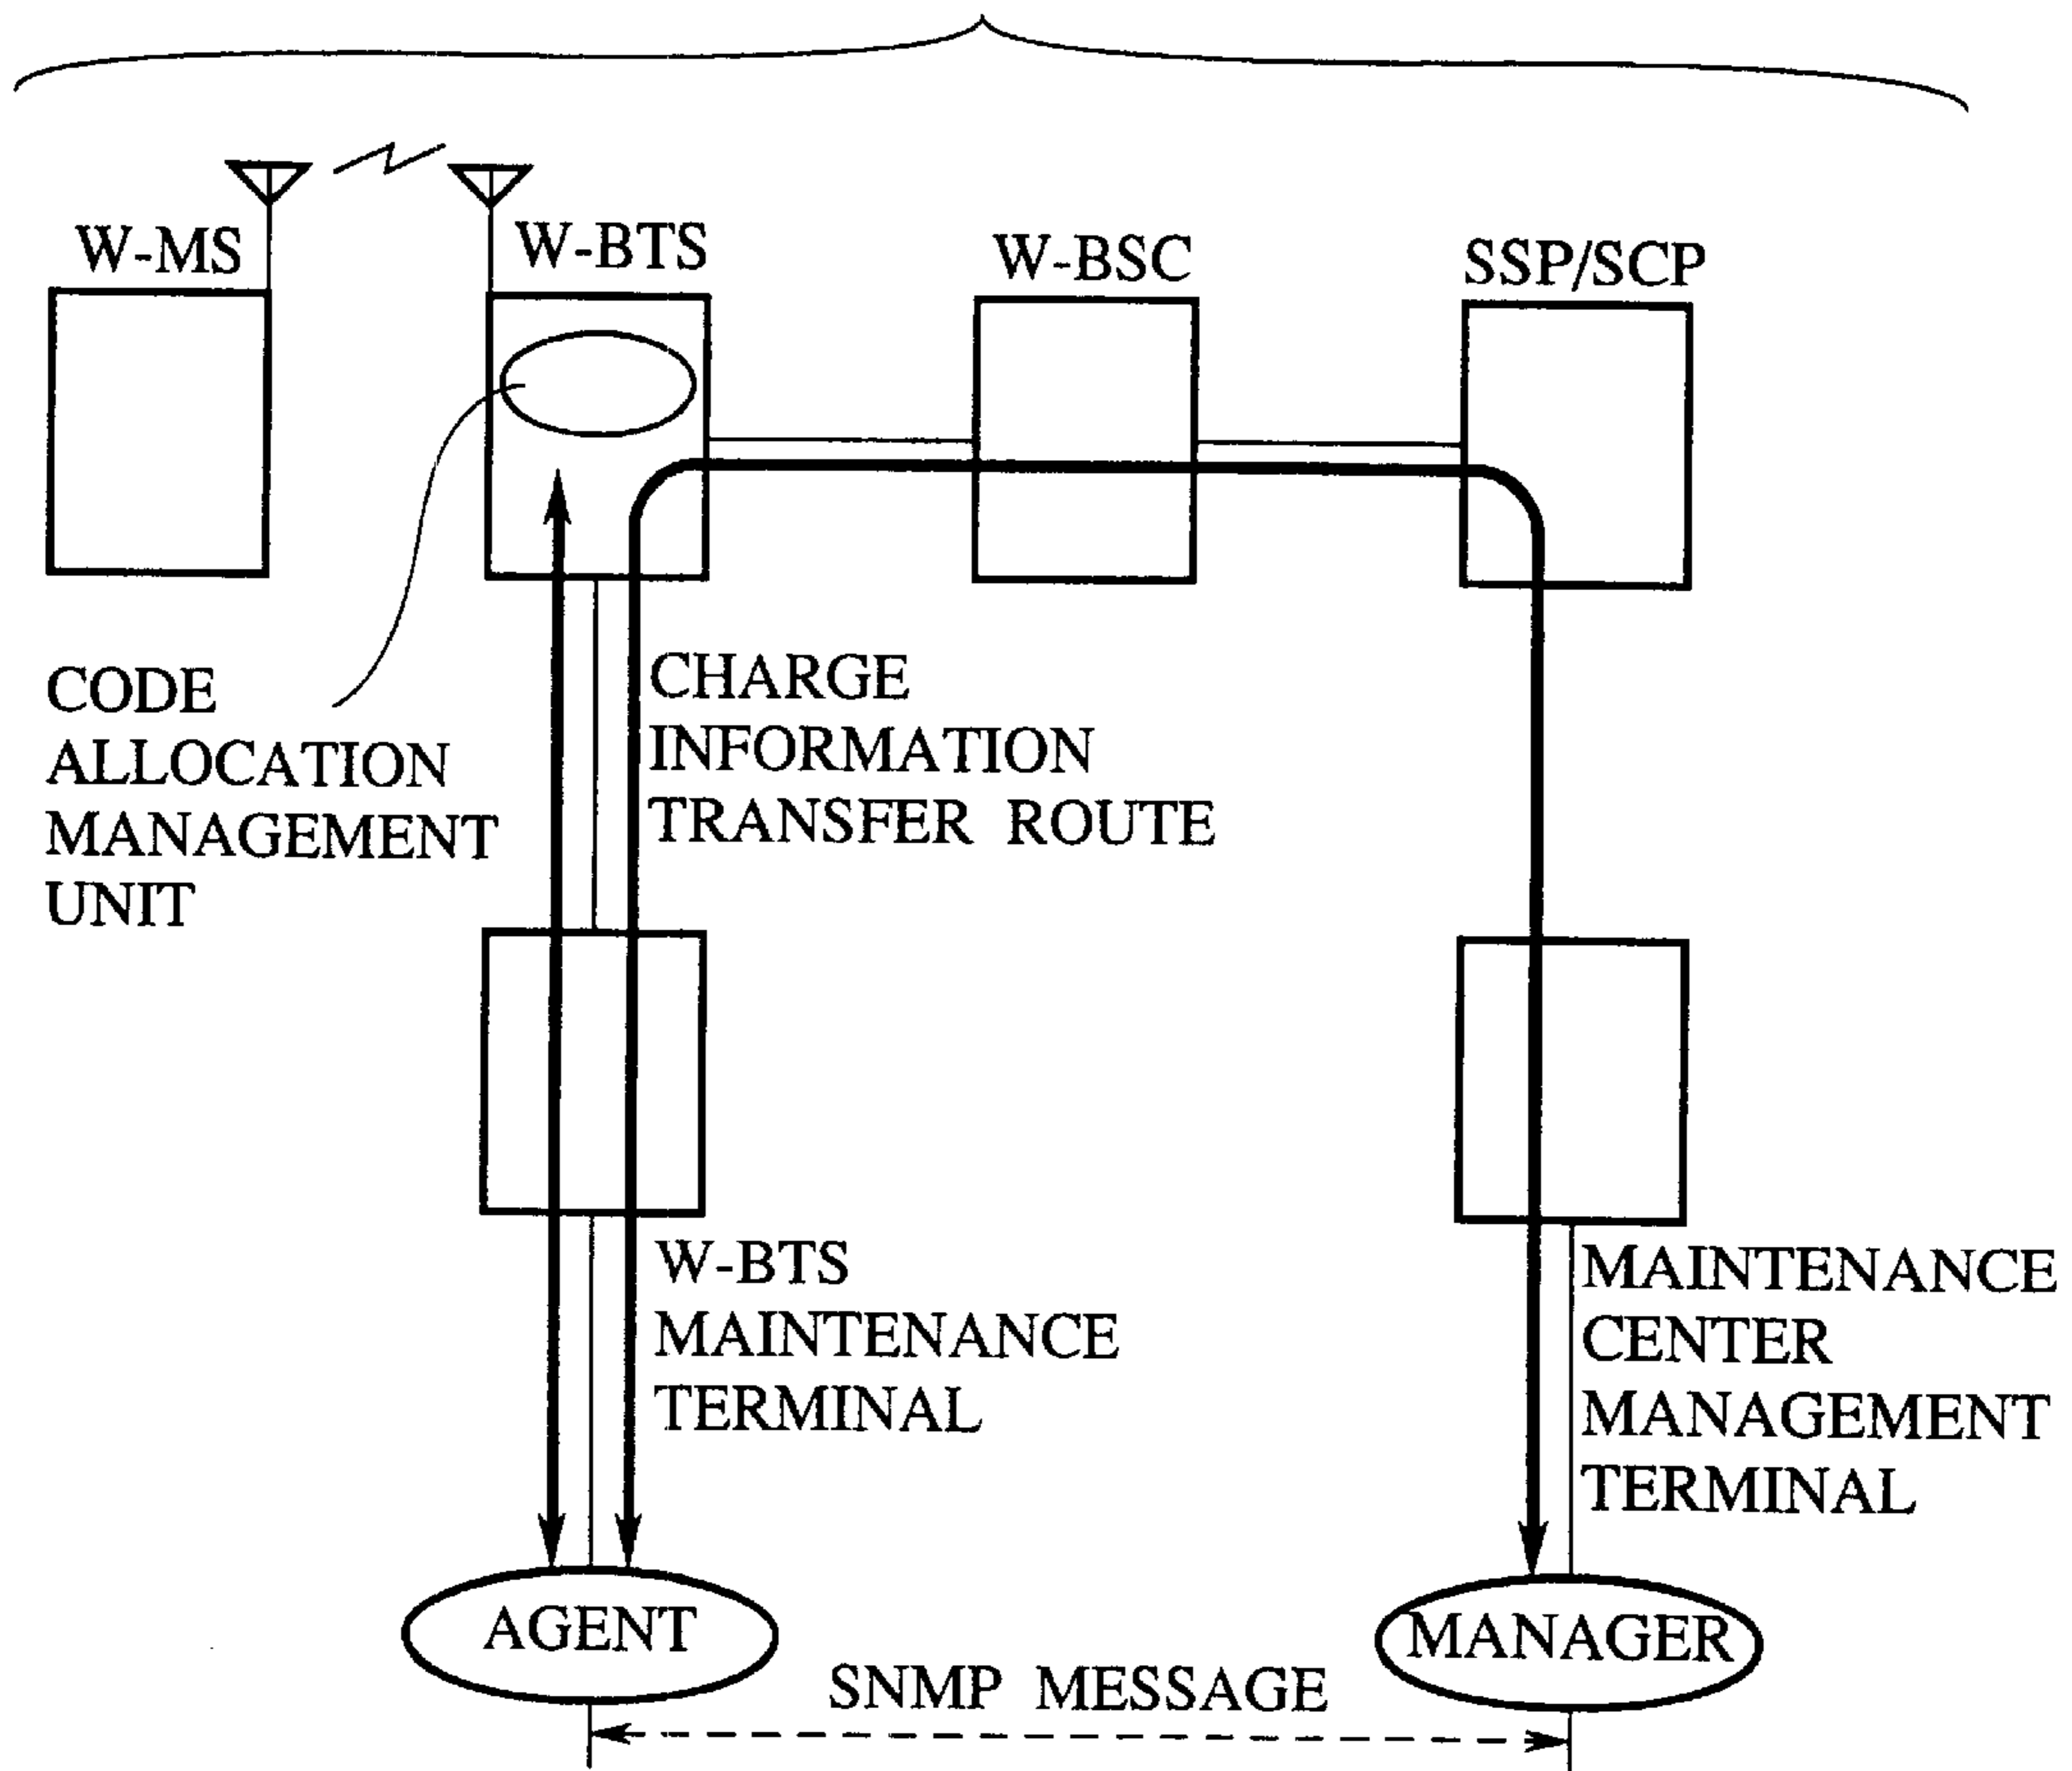 W-MS
W-BTS
W-BSC
SSP/SCP
CODE
ALLOCATION
MANAGEMENT
UNIT
CHARGE
INFORMATION
TRANSFER ROUTE
W-BTS
MAINTENANCE
TERMINAL
MAINTENANCE
CENTER
MANAGEMENT
TERMINAL
AGENT
MANAGER
SNMP MESSAGE